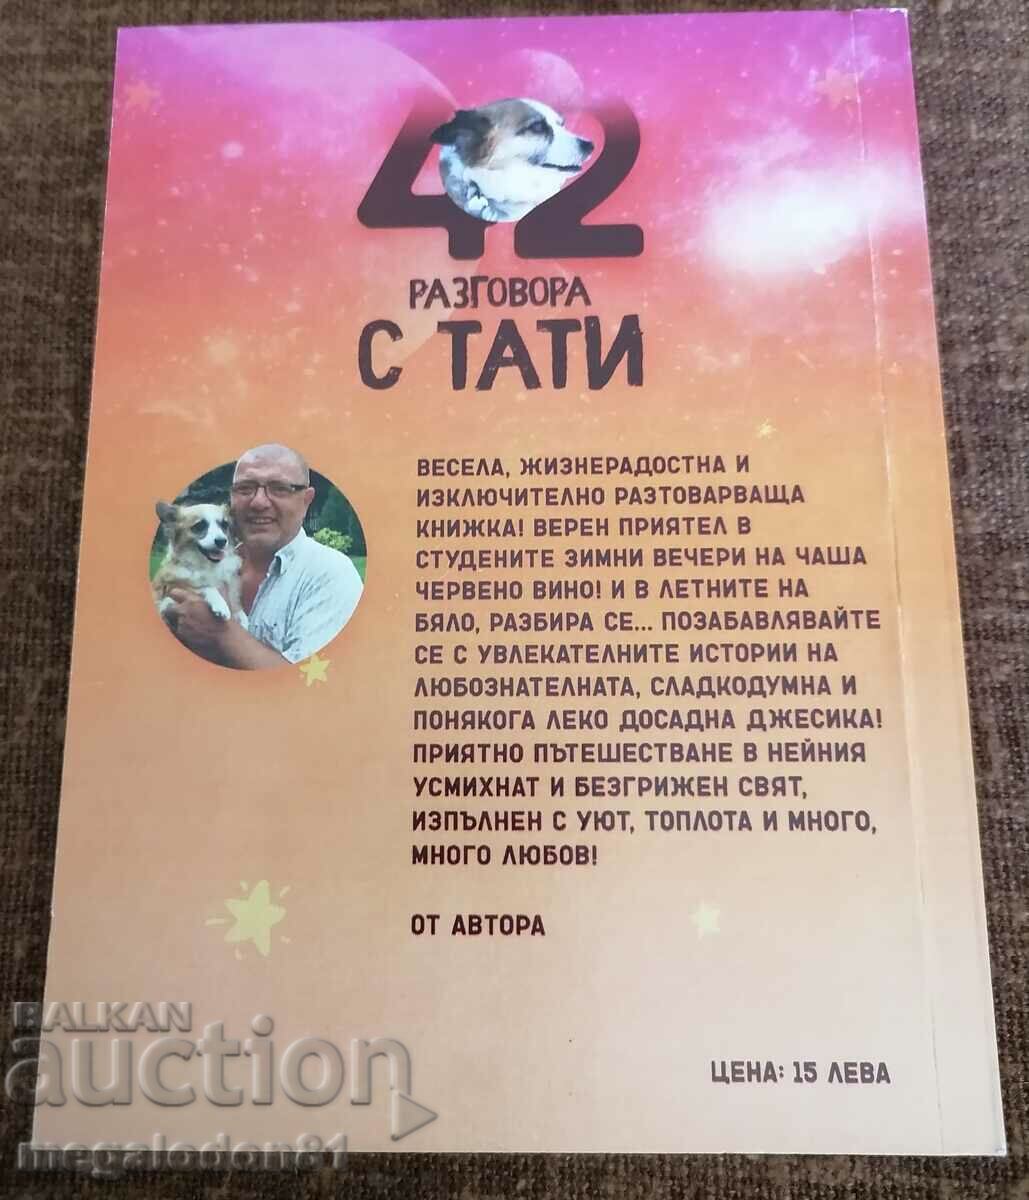 42
РАЗГОВОРА
С ТАТИ
ВЕСЕЛА, ЖИЗНЕРАДОСТНА И
ИЗКЛЮЧИТЕЛНО РАЗТОВАРВАЩА
КНИЖКА! ВЕРЕН ПРИЯТЕЛ В
СТУДЕНИТЕ ЗИМНИ ВЕЧЕРИ НА ЧАША
ЧЕРВЕНО ВИНО! И В ЛЕТНИТЕ НА
БЯЛО, РАЗБИРА СЕ... ПОЗАБАВЛЯВАЙТЕ
СЕ С УВЛЕКАТЕЛНИТЕ ИСТОРИИ НА
ЛЮБОЗНАТЕЛНАТА, СЛАДКОДУМНА И
ПОНЯКОГА ЛЕКО ДОСАДНА ДЖЕСИКА!
ПРИЯТНО ПЪТЕШЕСТВАНЕ В НЕЙНИЯ
УСМИХНАТ И БЕЗГРИЖЕН СВЯТ,
ИЗПЪЛНЕН С УЮТ, ТОПЛОТА И МНОГО,
МНОГО ЛЮБОВ!
ОТ АВТОРА
ЦЕНА: 15 ЛЕВА
BALKAN
auction
megalodon81